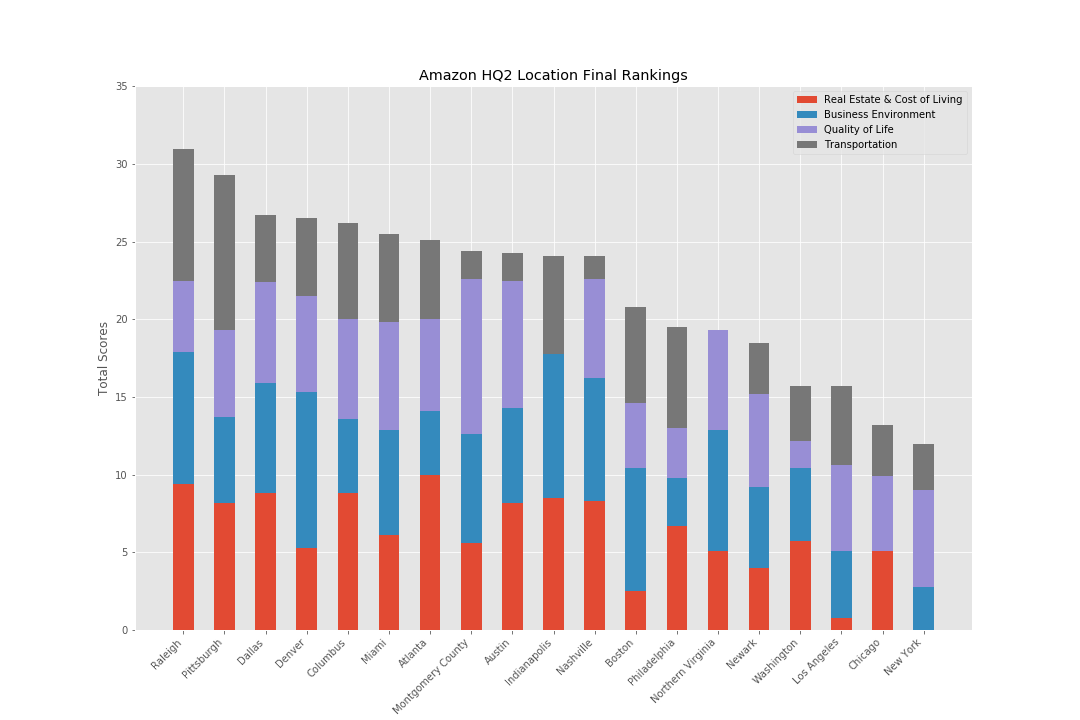 Amazon HQ2 Location Final Rankings
Real Estate & Cost of Living
Business Environment
Quality of Life
Transportation
Total Scores
35
30
25
20
15
10
5
0
Raleigh
Pittsburgh
Dallas
Denver
Columbus
Miami
Atlanta
Montgomery County
Austin
Indianapolis
Nashville
Boston
Philadelphia
Northern Virginia
Newark
Washington
Los Angeles
Chicago
New York